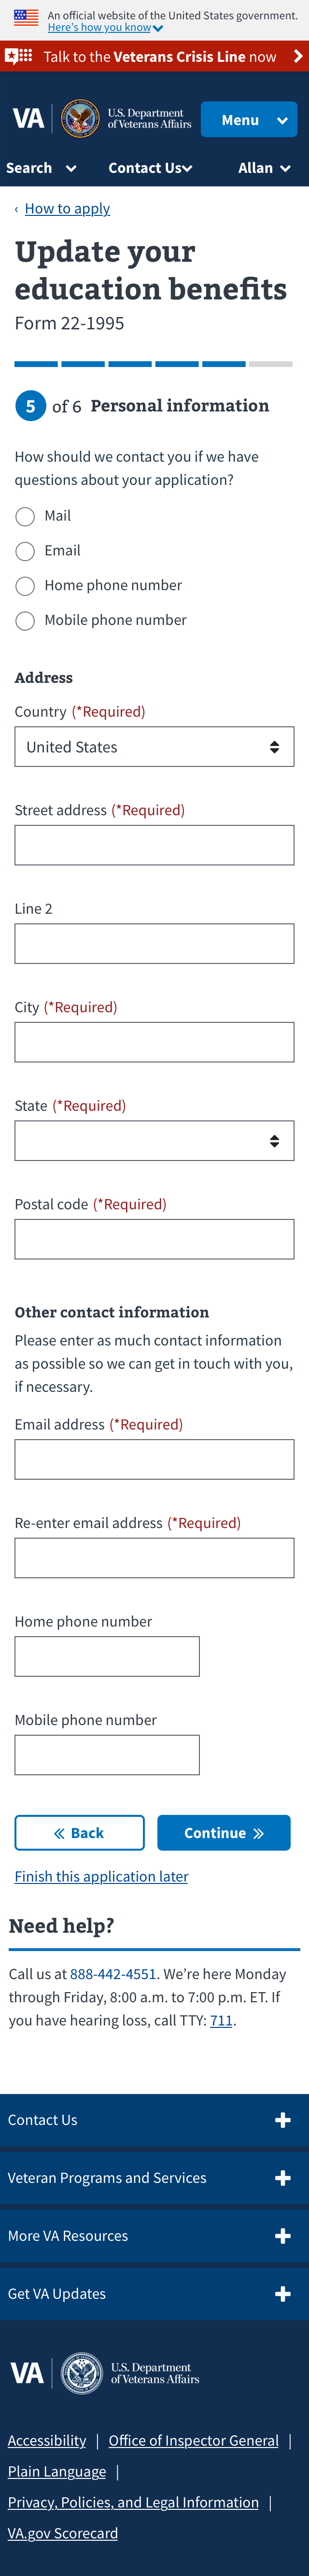 An official website of the United States government.
Here's how you know
Talk to the Veterans Crisis Line now
VA
U.S. Department
of Veterans Affairs
Menu
Search
Contact Us
Allan
‹ How to apply
Update your
education benefits
Form 22-1995
5 of 6 Personal information
How should we contact you if we have
questions about your application?
Mail
Email
Home phone number
Mobile phone number
Address
Country (*Required)
United States
Street address (*Required)
Line 2
City (*Required)
State (*Required)
Postal code (*Required)
Other contact information
Please enter as much contact information
as possible so we can get in touch with you,
if necessary.
Email address (*Required)
Re-enter email address (*Required)
Home phone number
Mobile phone number
« Back
Continue »
Finish this application later
Need help?
Call us at 888-442-4551. We’re here Monday
through Friday, 8:00 a.m. to 7:00 p.m. ET. If
you have hearing loss, call TTY: 711.
Contact Us
Veteran Programs and Services
More VA Resources
Get VA Updates
VA
U.S. Department
of Veterans Affairs
Accessibility | Office of Inspector General |
Plain Language |
Privacy, Policies, and Legal Information |
VA.gov Scorecard